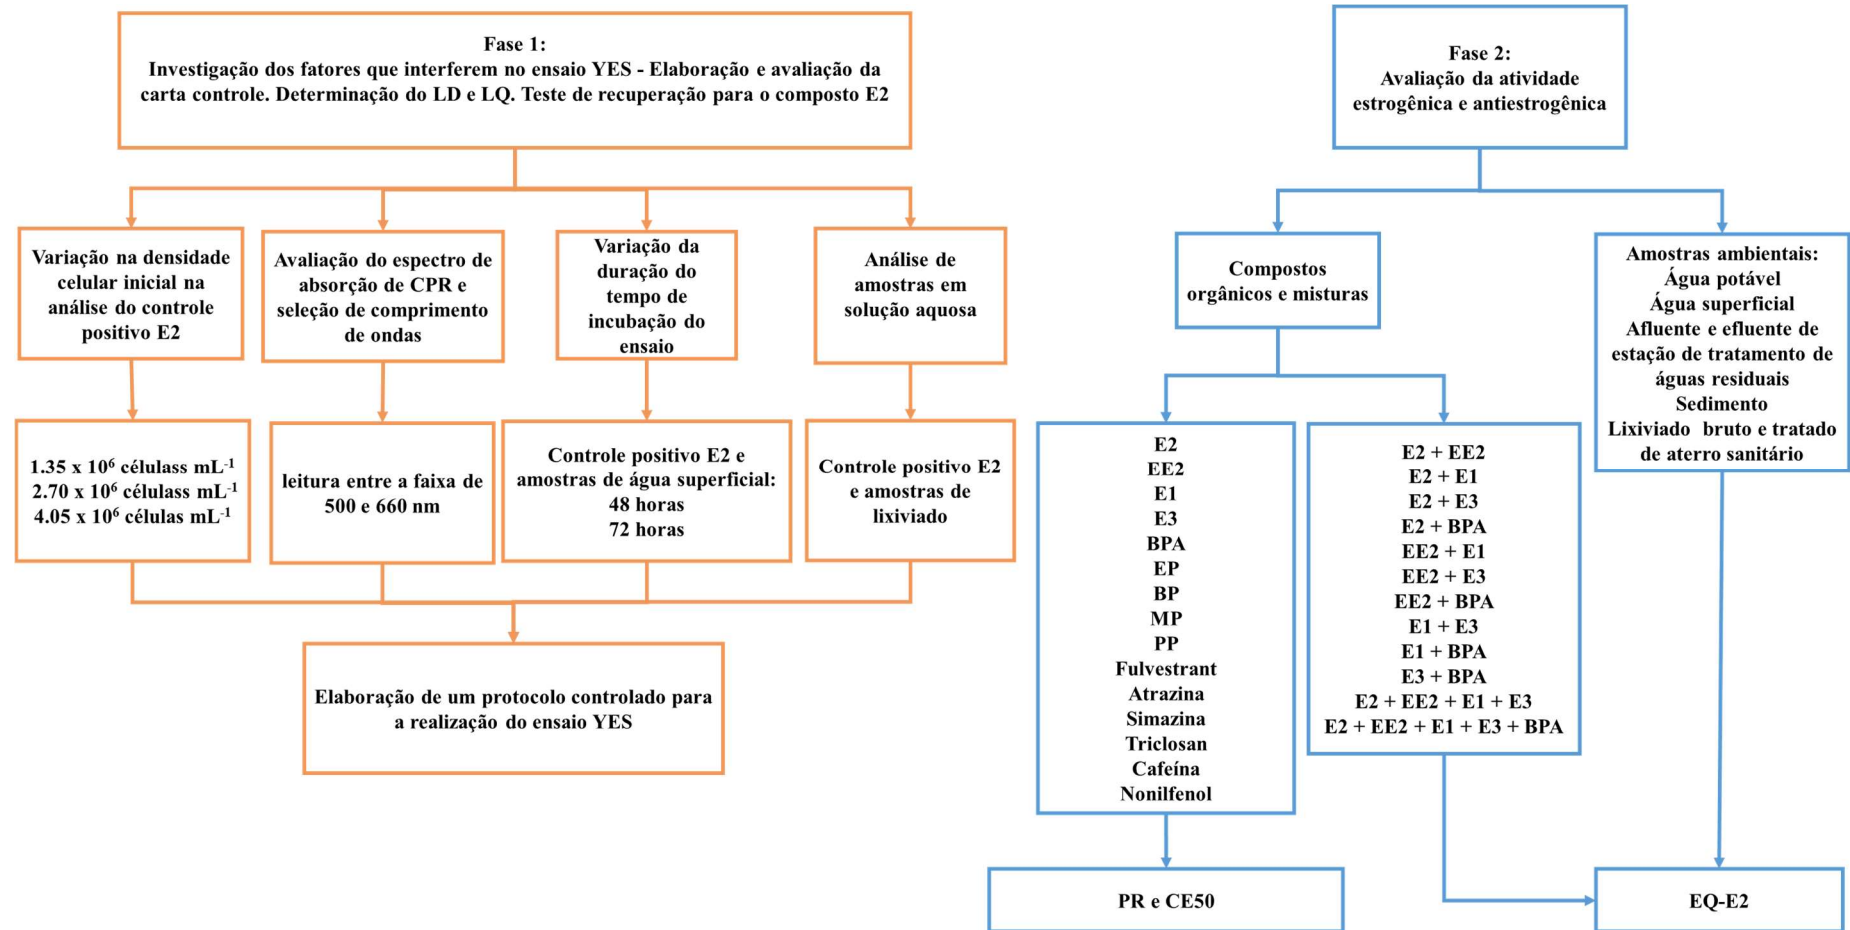 Fase 1:
Investigação dos fatores que interferem no ensaio YES - Elaboração e avaliação da
carta controle. Determinação do LD e LQ. Teste de recuperação para o composto E2
Variação na densidade
celular inicial na
análise do controle
positivo E2
Avaliação do espectro de
absorção de CPR e
seleção de comprimento
de ondas
Variação da
duração do
tempo de
incubação do
ensaio
Análise de
amostras em
solução aquosa
1.35 x 10⁶ célulass mL⁻¹
2.70 x 10⁶ célulass mL⁻¹
4.05 x 10⁶ células mL⁻¹
leitura entre a faixa de
500 e 660 nm
Controle positivo E2 e
amostras de água superficial:
48 horas
72 horas
Controle positivo E2
e amostras de
lixiviado
Elaboração de um protocolo controlado para
a realização do ensaio YES
Fase 2:
Avaliação da atividade
estrogênica e antiestrogênica
Compostos
orgânicos e misturas
Amostras ambientais:
Água potável
Água superficial
Afluente e efluente de
estação de tratamento de
águas residuais
Sedimento
Lixiviado bruto e tratado
de aterro sanitário
E2
EE2
E1
E3
BPA
EP
BP
MP
PP
Fulvestrant
Atrazina
Simazina
Triclosan
Cafeína
Nonilfenol
E2 + EE2
E2 + E1
E2 + E3
E2 + BPA
EE2 + E1
EE2 + E3
EE2 + BPA
E1 + E3
E1 + BPA
E3 + BPA
E2 + EE2 + E1 + E3
E2 + EE2 + E1 + E3 + BPA
PR e CE50
EQ-E2